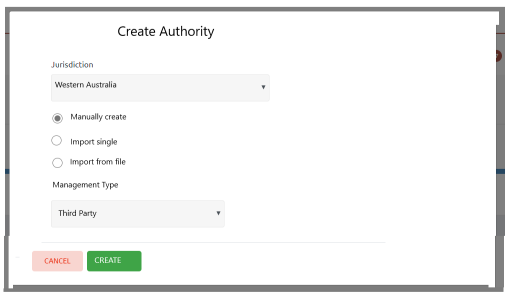 Create Authority
Jurisdiction
Western Australia
Manually create
Import single
Import from file
Management Type
Third Party
CANCEL
CREATE